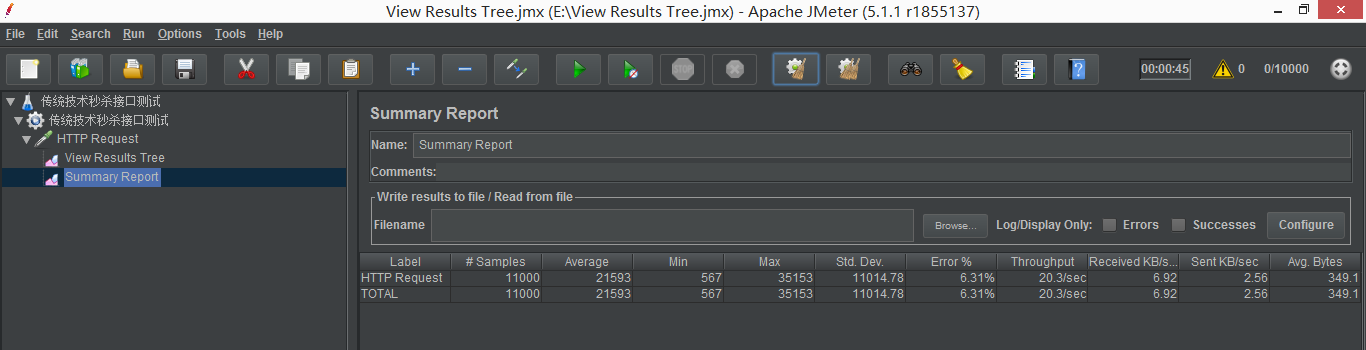 View Results Tree.jmx (E:\View Results Tree.jmx) - Apache JMeter (5.1.1 r1855137)
File Edit Search Run Options Tools Help
STOP 00:00:45 0 0/10000
传统技术秒杀接口测试
传统技术秒杀接口测试
HTTP Request
View Results Tree
Summary Report
Summary Report
Name: Summary Report
Comments:
Write results to file / Read from file
Filename Browse... Log/Display Only: Errors Successes Configure
Label # Samples Average Min Max Std. Dev. Error % Throughput Received KB/s... Sent KB/sec Avg. Bytes
HTTP Request 11000 21593 567 35153 11014.78 6.31% 20.3/sec 6.92 2.56 349.1
TOTAL 11000 21593 567 35153 11014.78 6.31% 20.3/sec 6.92 2.56 349.1